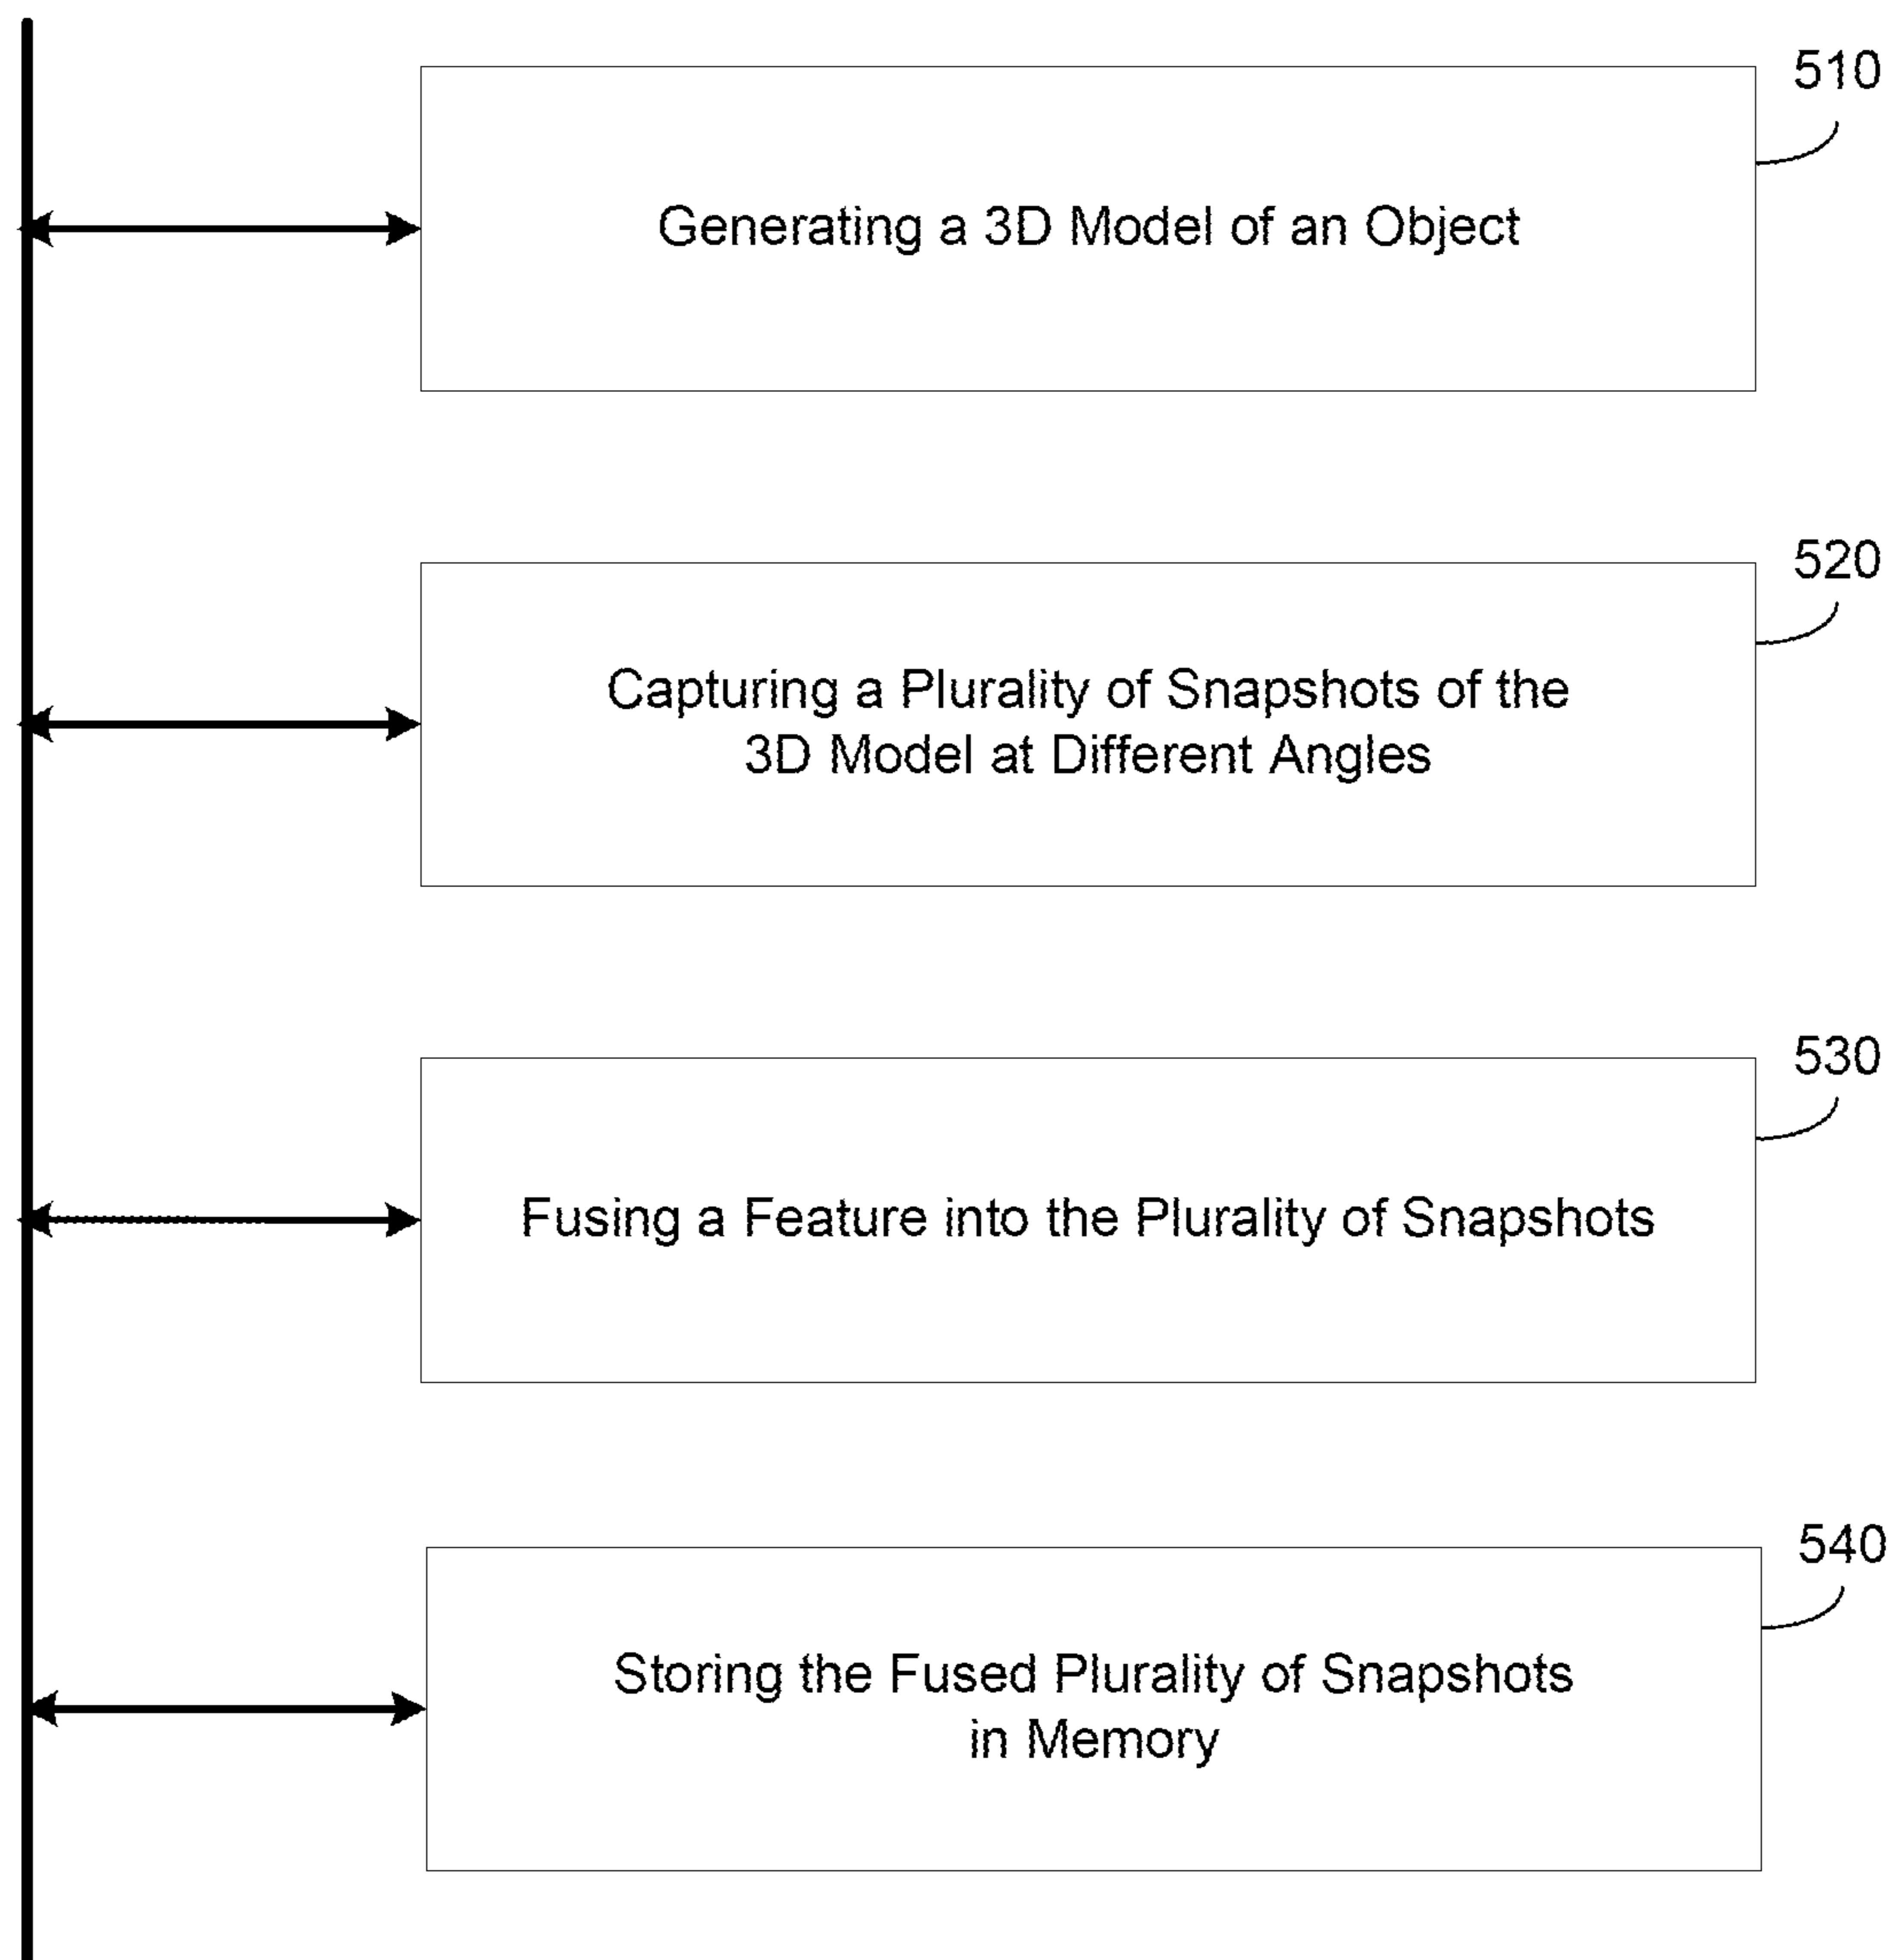 510
Generating a 3D Model of an Object
520
Capturing a Plurality of Snapshots of the
3D Model at Different Angles
530
Fusing a Feature into the Plurality of Snapshots
540
Storing the Fused Plurality of Snapshots
in Memory